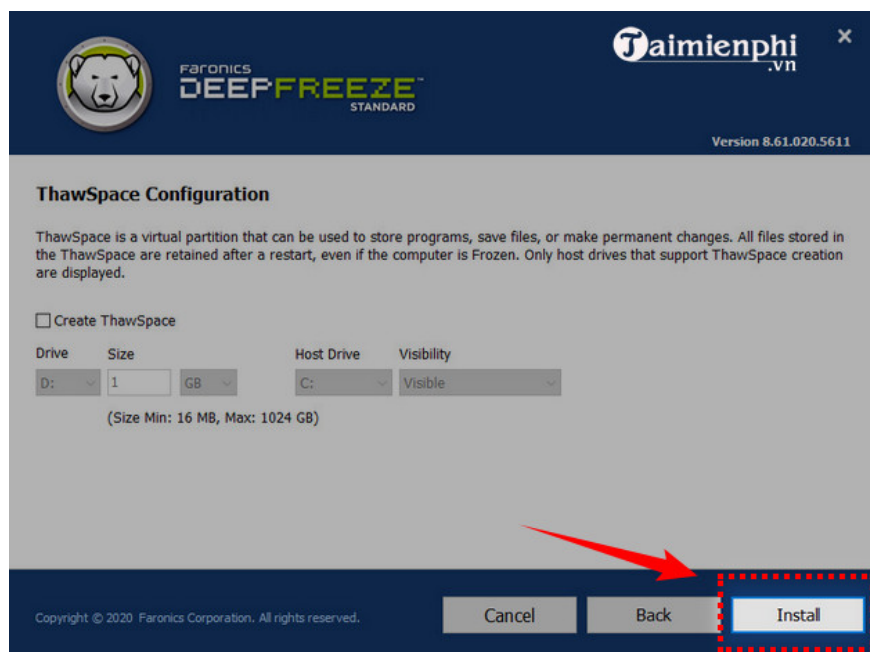 Taimienphi
.vn
Faronics
DEEPFREEZE™
STANDARD
Version 8.61.020.5611
ThawSpace Configuration
ThawSpace is a virtual partition that can be used to store programs, save files, or make permanent changes. All files stored in
the ThawSpace are retained after a restart, even if the computer is Frozen. Only host drives that support ThawSpace creation
are displayed.
Create ThawSpace
Drive Size Host Drive Visibility
D: 1 GB C: Visible
(Size Min: 16 MB, Max: 1024 GB)
Copyright © 2020 Faronics Corporation. All rights reserved. Cancel Back Install